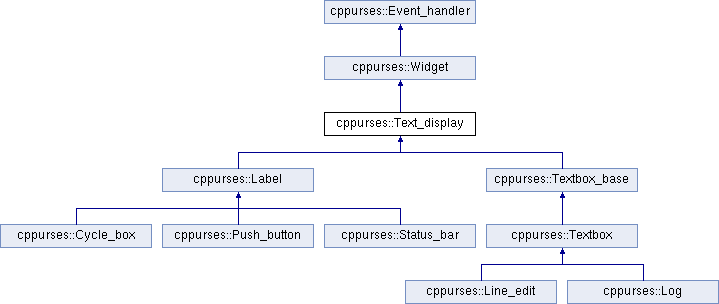 cppurses::Event_handler
cppurses::Widget
cppurses::Text_display
cppurses::Label
cppurses::Textbox_base
cppurses::Cycle_box
cppurses::Push_button
cppurses::Status_bar
cppurses::Textbox
cppurses::Line_edit
cppurses::Log